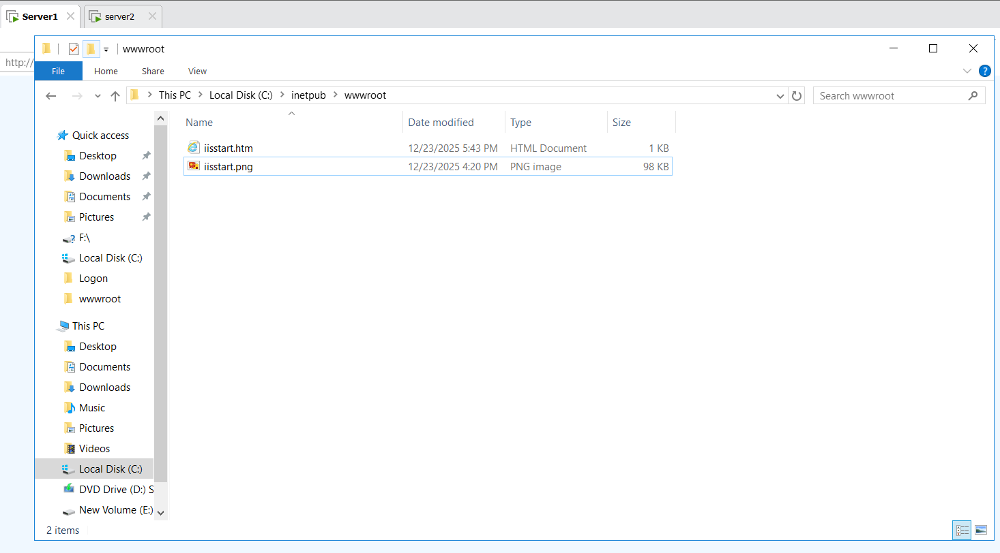 Server1 server2
wwwroot
http://
File Home Share View
This PC Local Disk (C:) inetpub wwwroot Search wwwroot
Name Date modified Type Size
iisstart.htm 12/23/2025 5:43 PM HTML Document 1 KB
iisstart.png 12/23/2025 4:20 PM PNG image 98 KB
Quick access
Desktop
Downloads
Documents
Pictures
F:\
Local Disk (C:)
Logon
wwwroot
This PC
Desktop
Documents
Downloads
Music
Pictures
Videos
Local Disk (C:)
DVD Drive (D:) S
New Volume (E:)
2 items